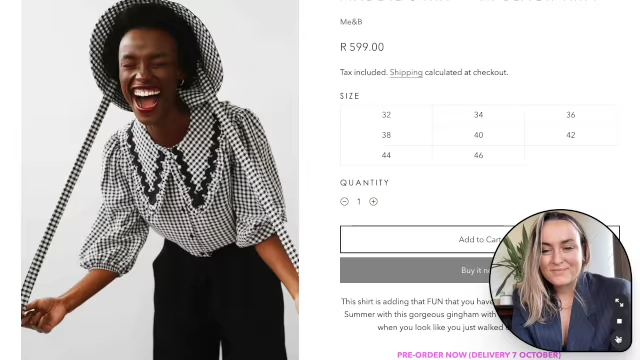 Me&B
R 599.00
Tax included. Shipping calculated at checkout.
SIZE
32 34 36
38 40 42
44 46
QUANTITY
1
Add to Cart
Buy it
This shirt is adding that FUN that you have
Summer with this gorgeous gingham with
when you look like you just walked
PRE-ORDER NOW (DELIVERY 7 OCTOBER)